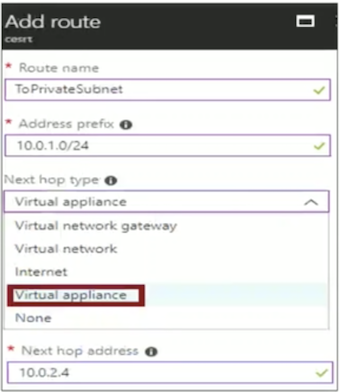 Add route
cesrt
* Route name
ToPrivateSubnet
* Address prefix
10.0.1.0/24
Next hop type
Virtual appliance
Virtual network gateway
Virtual network
Internet
Virtual appliance
None
* Next hop address
10.0.2.4